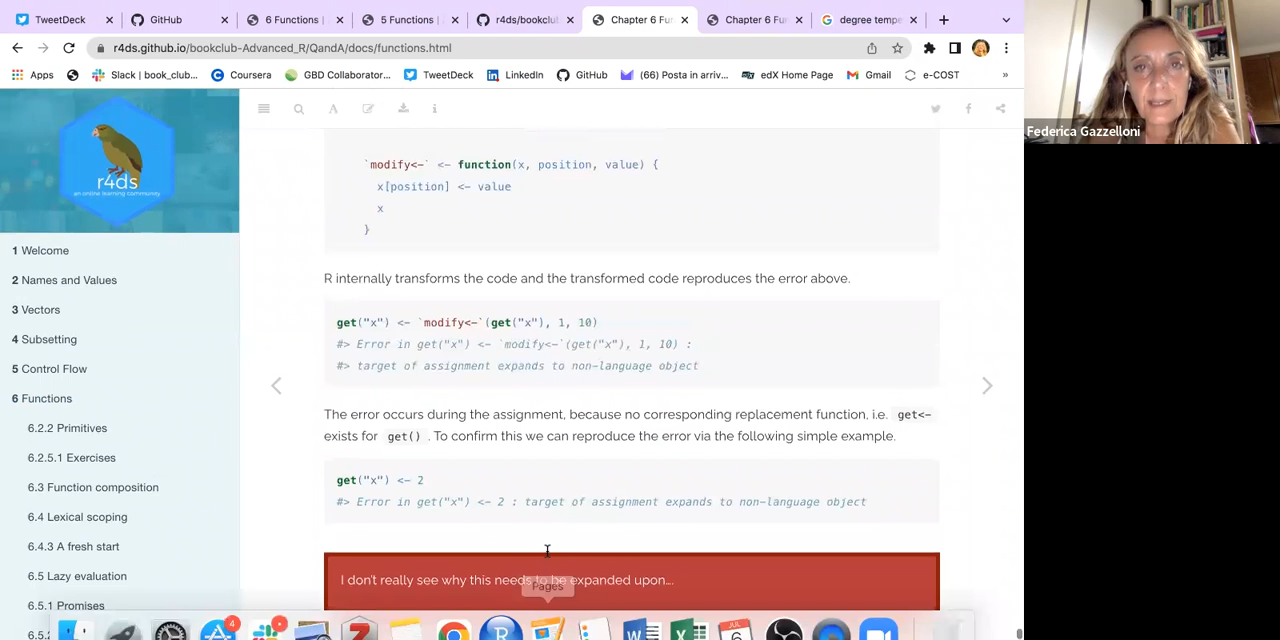 TweetDeck
GitHub
6 Functions |
5 Functions | A
r4ds/bookclu
Chapter 6 Fu
Chapter 6 Fu
degree tempe
r4ds.github.io/bookclub-Advanced_R/QandA/docs/functions.html
Apps
Slack | book_club...
Coursera
GBD Collaborator...
TweetDeck
LinkedIn
GitHub
(66) Posta in arriv...
edX Home Page
Gmail
e-COST
»
Federica Gazzelloni
r4ds
an online learning community
1 Welcome
2 Names and Values
3 Vectors
4 Subsetting
5 Control Flow
6 Functions
6.2.2 Primitives
6.2.5.1 Exercises
6.3 Function composition
6.4 Lexical scoping
6.4.3 A fresh start
6.5 Lazy evaluation
6.5.1 Promises
`modify<-` <- function(x, position, value) {
x[position] <- value
x
}
R internally transforms the code and the transformed code reproduces the error above.
get("x") <- `modify<-`(get("x"), 1, 10)
#> Error in get("x") <- `modify<-`(get("x"), 1, 10) :
#> target of assignment expands to non-language object
The error occurs during the assignment, because no corresponding replacement function, i.e. get<-
exists for get() . To confirm this we can reproduce the error via the following simple example.
get("x") <- 2
#> Error in get("x") <- 2 : target of assignment expands to non-language object
I don't really see why this needs to be expanded upon....
Pages
4
JUL
6